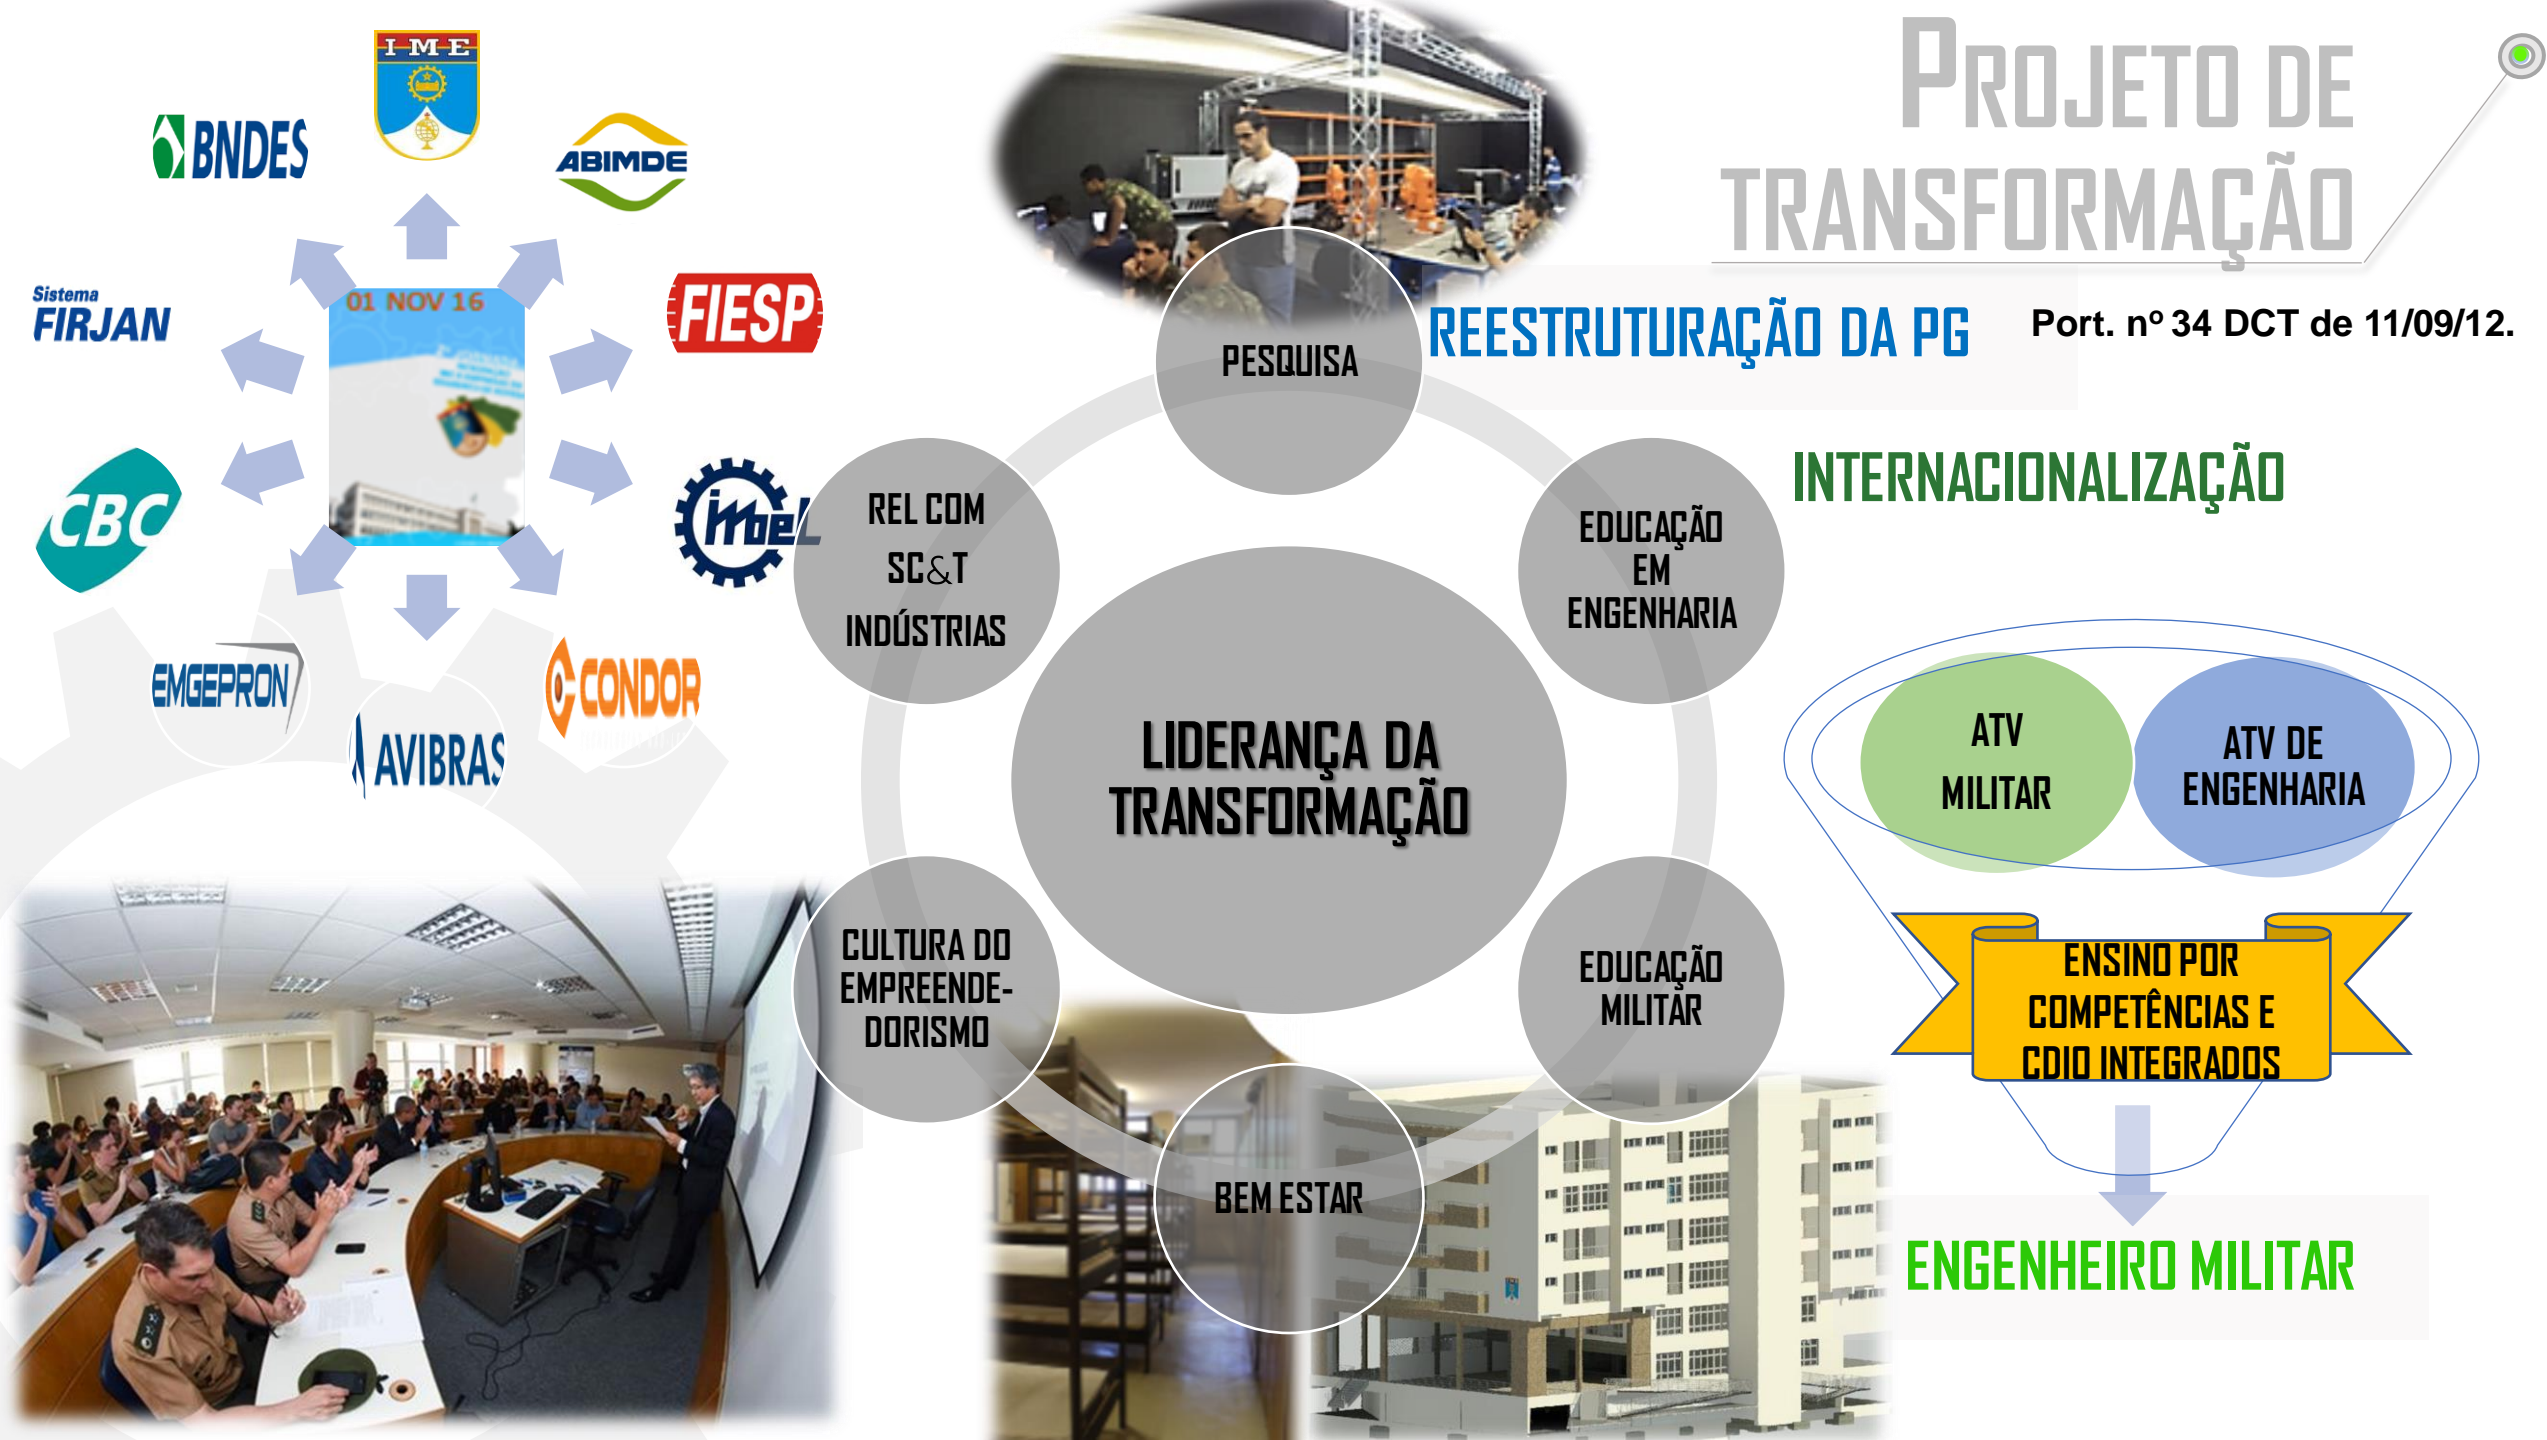 PROJETO DE
TRANSFORMAÇÃO
Port. nº 34 DCT de 11/09/12.
I M E
BNDES
ABIMDE
Sistema
FIRJAN
FIESP
CBC
imbel
EMGEPRON
AVIBRAS
CONDOR
01 NOV 16
PESQUISA
REESTRUTURAÇÃO DA PG
EDUCAÇÃO
EM
ENGENHARIA
INTERNACIONALIZAÇÃO
EDUCAÇÃO
MILITAR
BEM ESTAR
CULTURA DO
EMPREENDE-
DORISMO
REL COM
SC&T
INDÚSTRIAS
LIDERANÇA DA
TRANSFORMAÇÃO
ATV
MILITAR
ATV DE
ENGENHARIA
ENSINO POR
COMPETÊNCIAS E
CDIO INTEGRADOS
ENGENHEIRO MILITAR